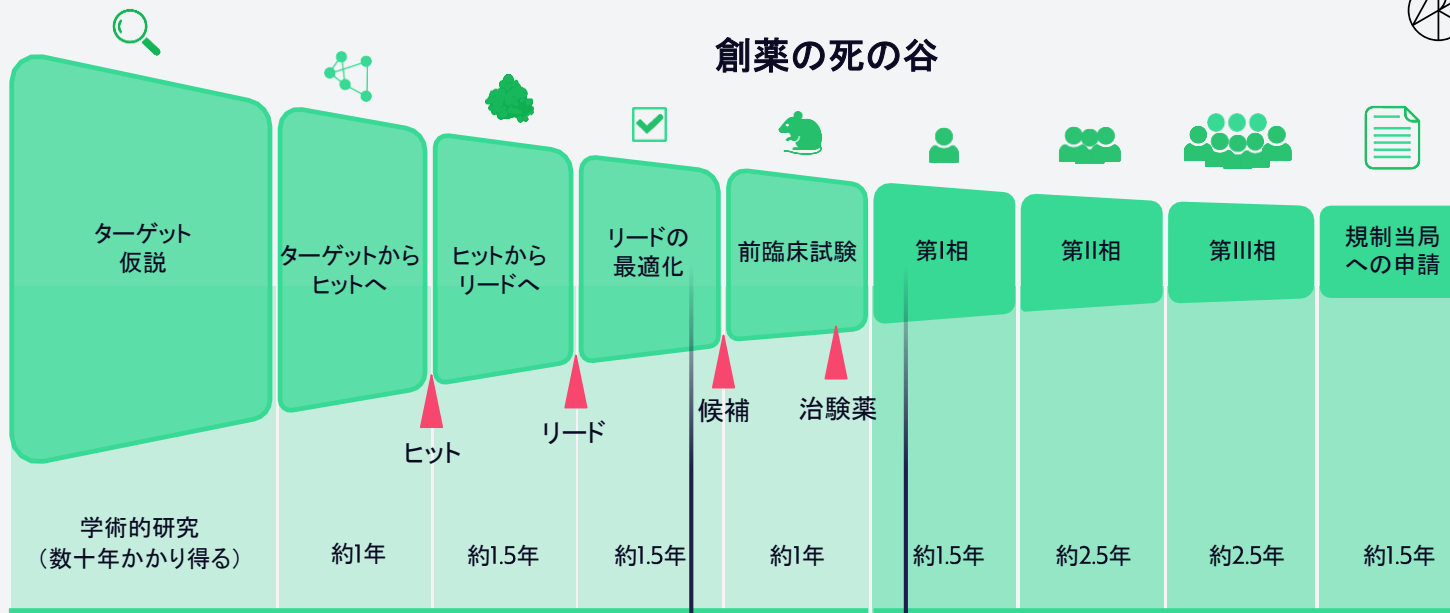 創薬の死の谷
ターゲット
仮説
ターゲットから
ヒットへ
ヒットから
リードへ
リードの
最適化
前臨床試験
第I相
第II相
第III相
規制当局
への申請
ヒット
リード
候補
治験薬
学術的研究
（数十年かかり得る）
約1年
約1.5年
約1.5年
約1年
約1.5年
約2.5年
約2.5年
約1.5年